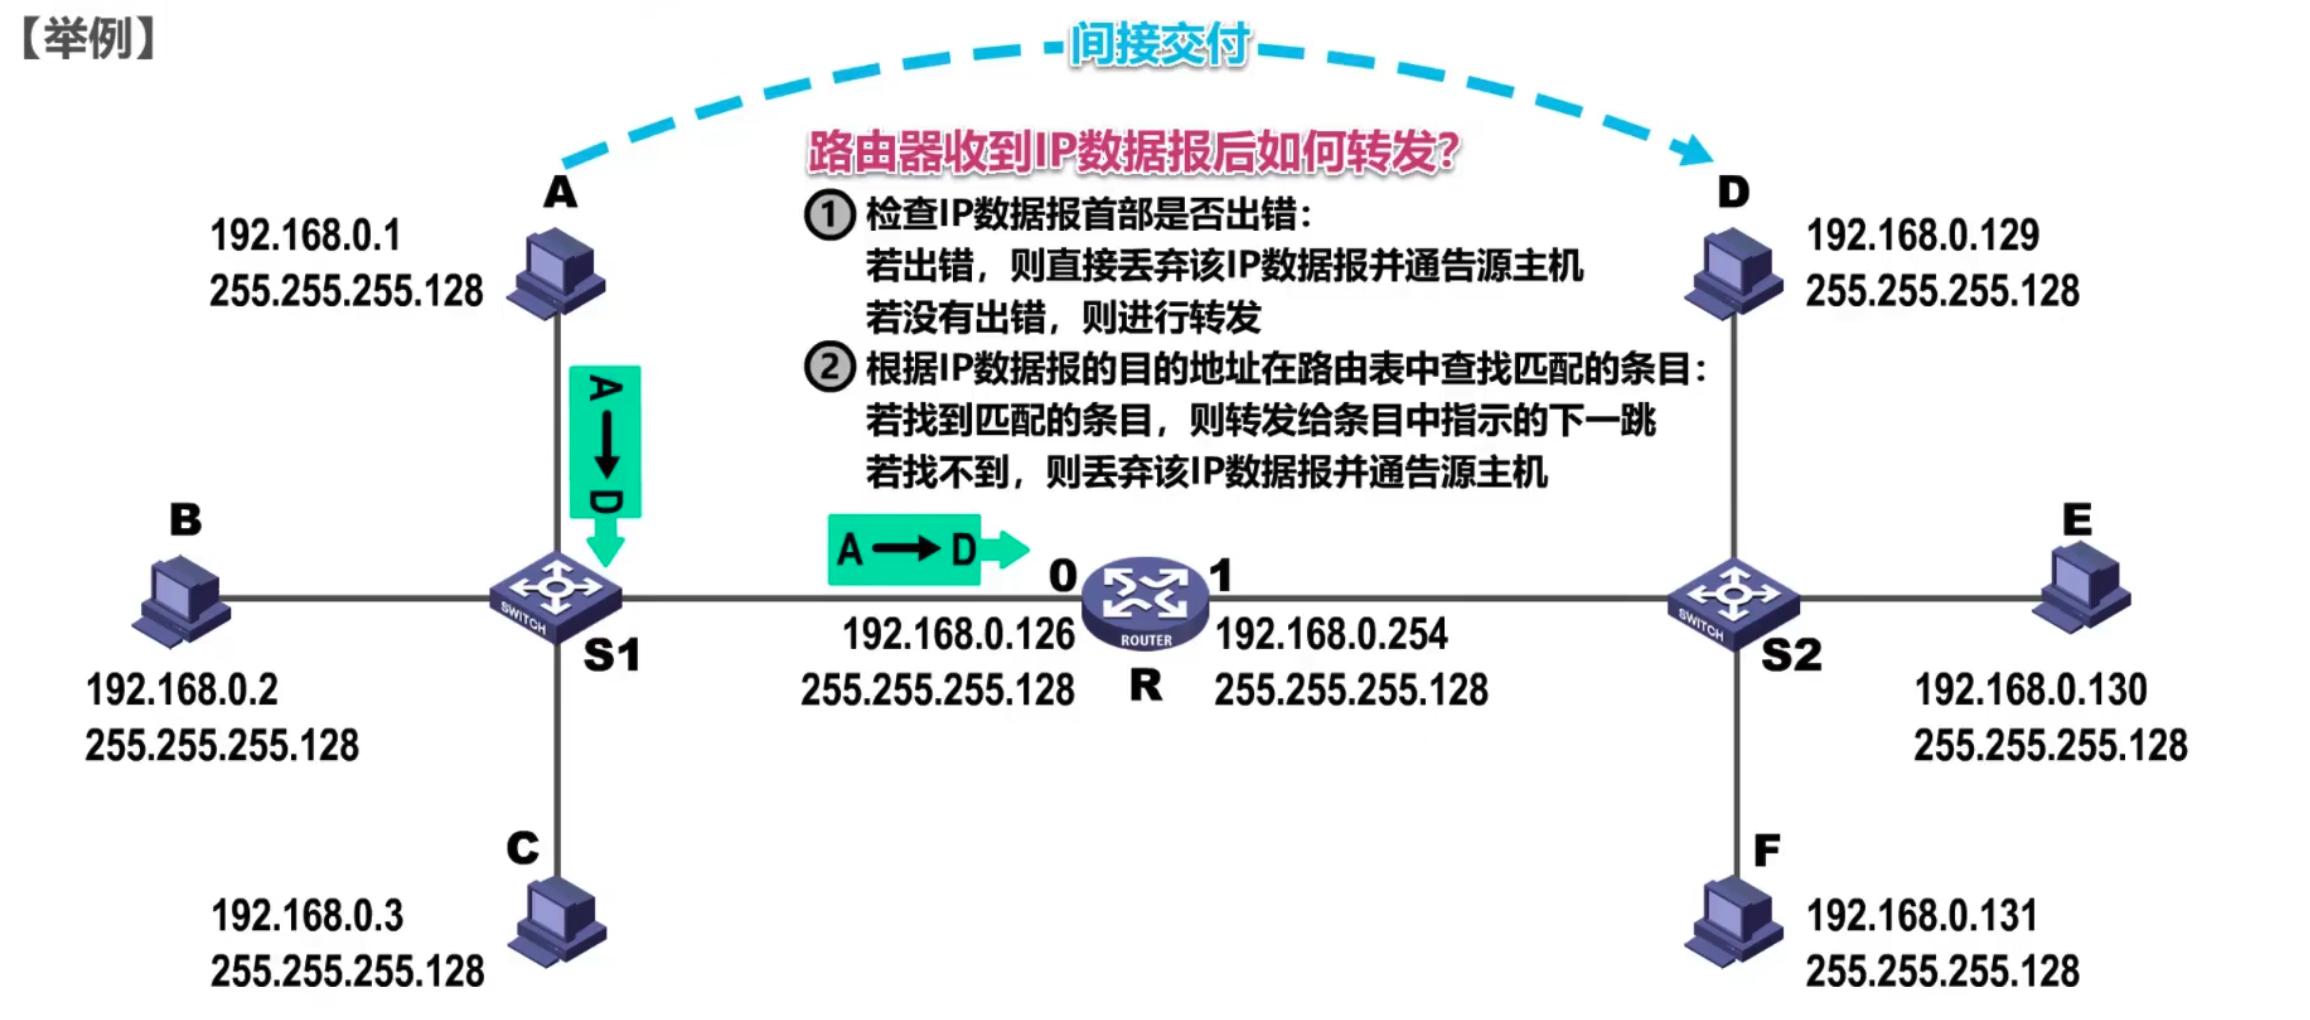 【举例】
间接交付
路由器收到IP数据报后如何转发?
① 检查IP数据报首部是否出错：
若出错，则直接丢弃该IP数据报并通告源主机
若没有出错，则进行转发
② 根据IP数据报的目的地址在路由表中查找匹配的条目：
若找到匹配的条目，则转发给条目中指示的下一跳
若找不到，则丢弃该IP数据报并通告源主机
A
192.168.0.1
255.255.255.128
D
192.168.0.129
255.255.255.128
A → D
B
192.168.0.2
255.255.255.128
SWITCH
S1
A → D
0
1
192.168.0.126
255.255.255.128
ROUTER
R
192.168.0.254
255.255.255.128
SWITCH
S2
E
192.168.0.130
255.255.255.128
C
192.168.0.3
255.255.255.128
F
192.168.0.131
255.255.255.128